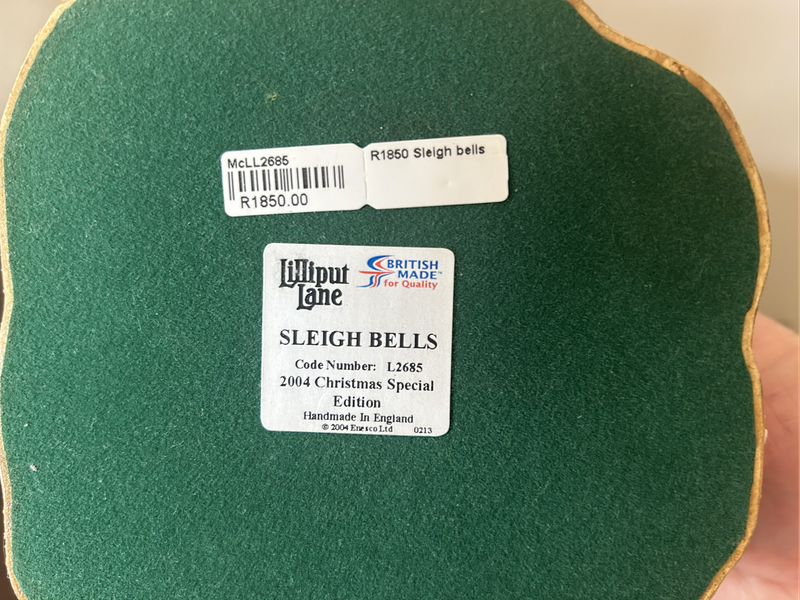 McLL2685
R1850.00
R1850 Sleigh bells
Lilliput
Lane
BRITISH
MADE™
for Quality
SLEIGH BELLS
Code Number: L2685
2004 Christmas Special
Edition
Handmade In England
© 2004 Enesco Ltd 0213